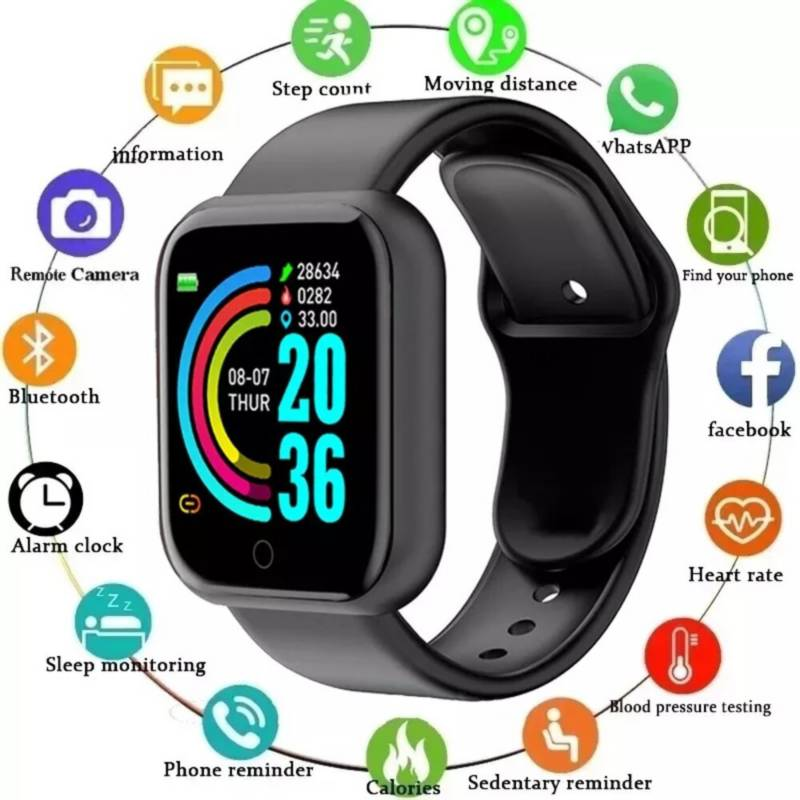 Step count
Moving distance
information
WhatsAPP
Remote Camera
Find your phone
28634
0282
33.00
08-07
THUR
20
36
Bluetooth
facebook
Alarm clock
Heart rate
Sleep monitoring
Blood pressure testing
Phone reminder
Calories
Sedentary reminder